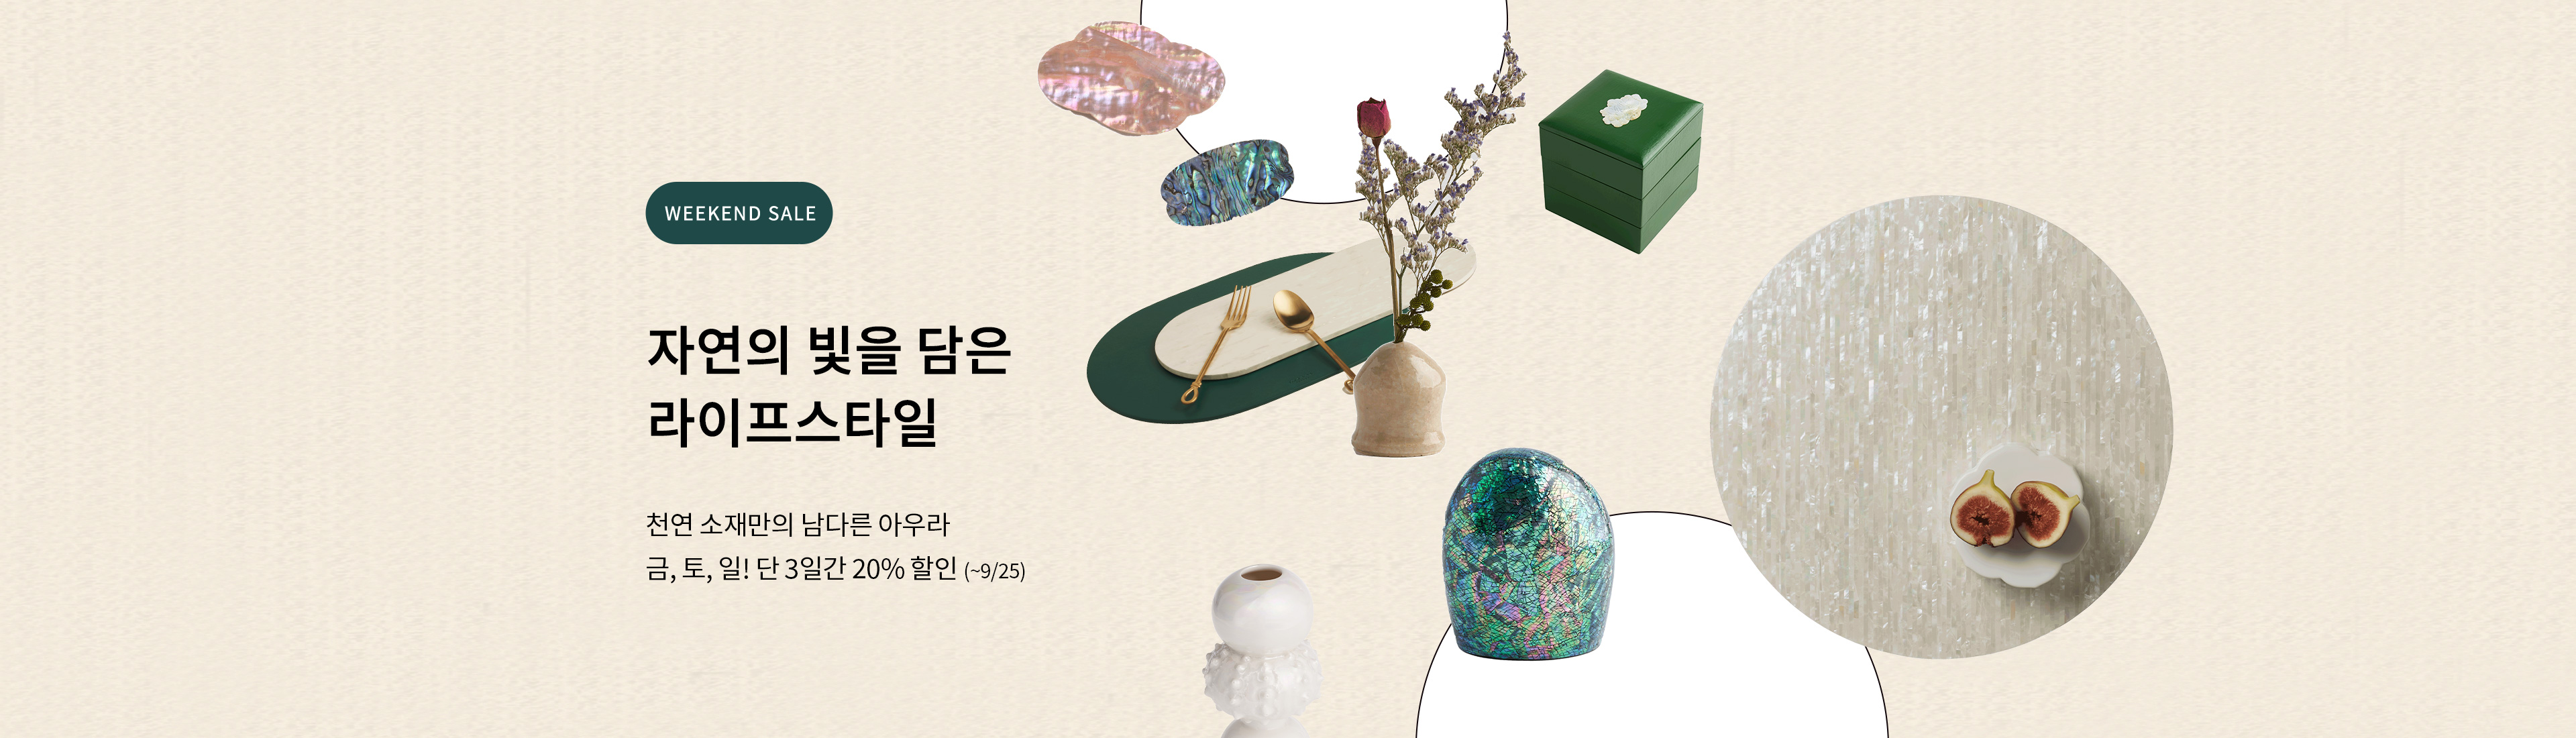 WEEKEND SALE
자연의 빛을 담은
라이프스타일
천연 소재만의 남다른 아우라
금, 토, 일! 단 3일간 20% 할인 (~9/25)